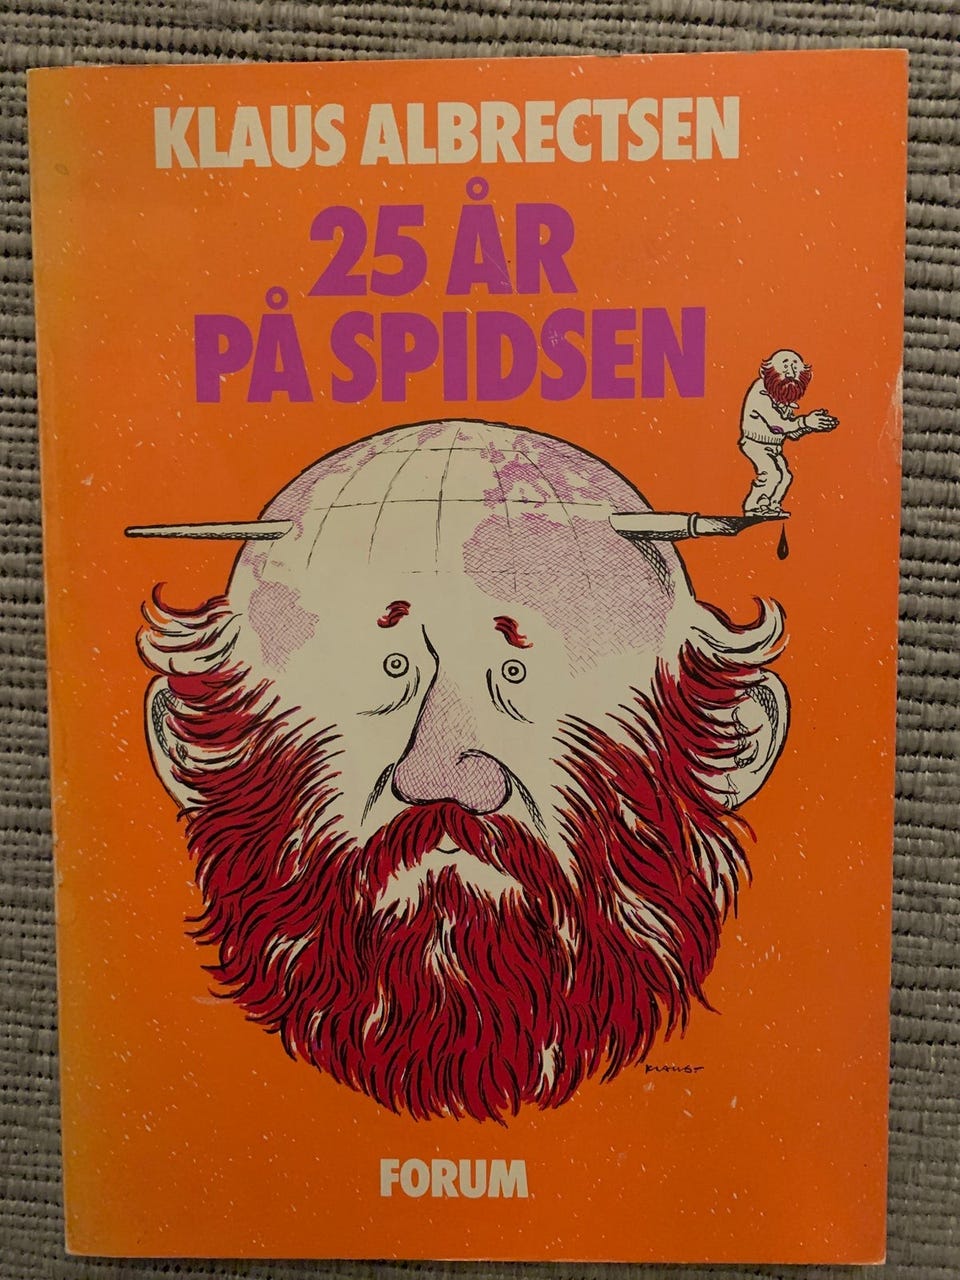 KLAUS ALBRECTSEN
25 ÅR
PÅ SPIDSEN
FORUM